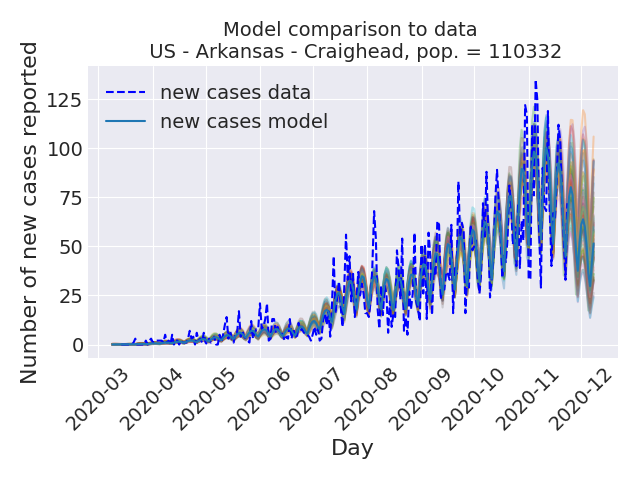 Model comparison to data
US - Arkansas - Craighead, pop. = 110332
Number of new cases reported
125
100
75
50
25
0
new cases data
new cases model
2020-03
2020-04
2020-05
2020-06
2020-07
2020-08
2020-09
2020-10
2020-11
2020-12
Day